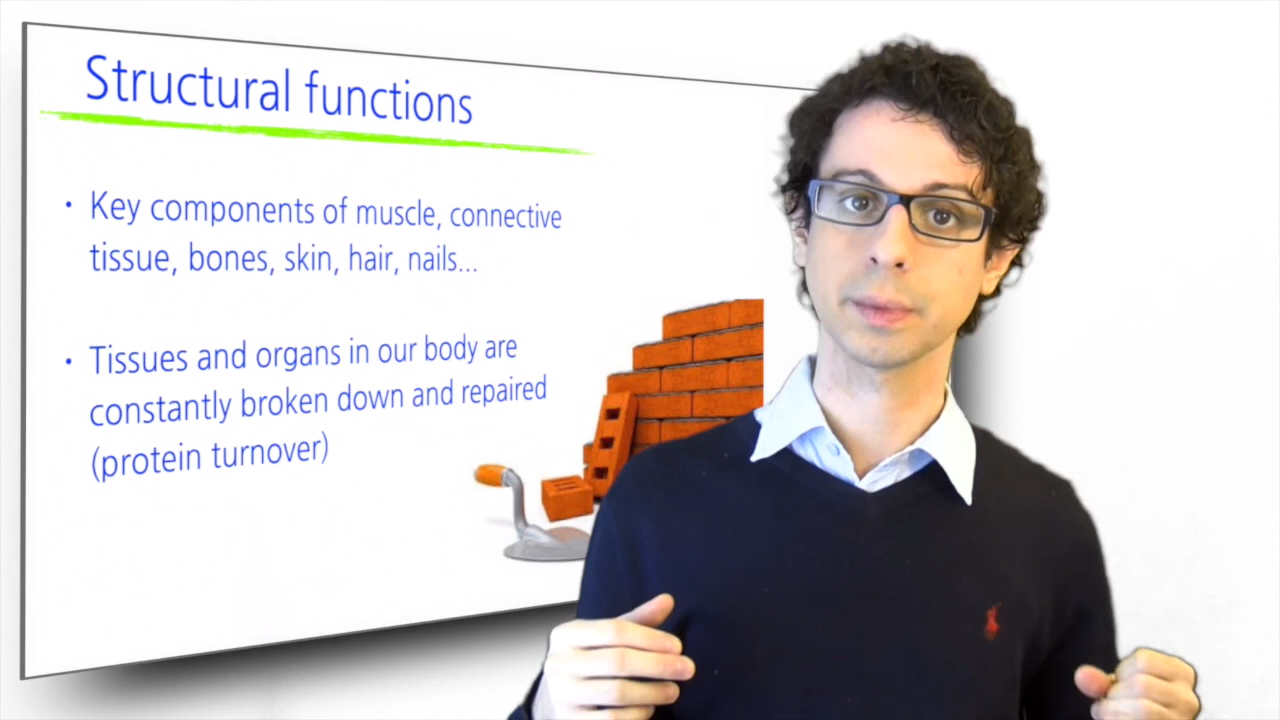 Structural functions
• Key components of muscle, connective
tissue, bones, skin, hair, nails...
• Tissues and organs in our body are
constantly broken down and repaired
(protein turnover)